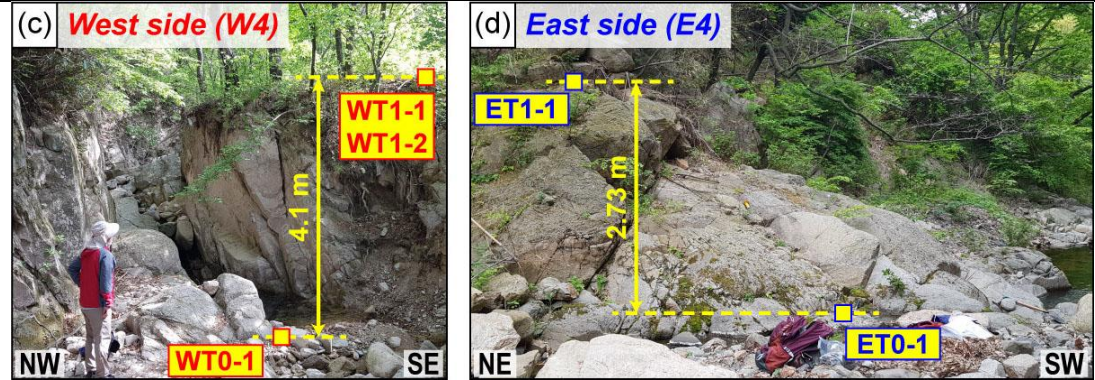 (c) West side (W4)
WT1-1
WT1-2
4.1 m
WT0-1
NW
SE
(d) East side (E4)
ET1-1
2.73 m
ET0-1
NE
SW